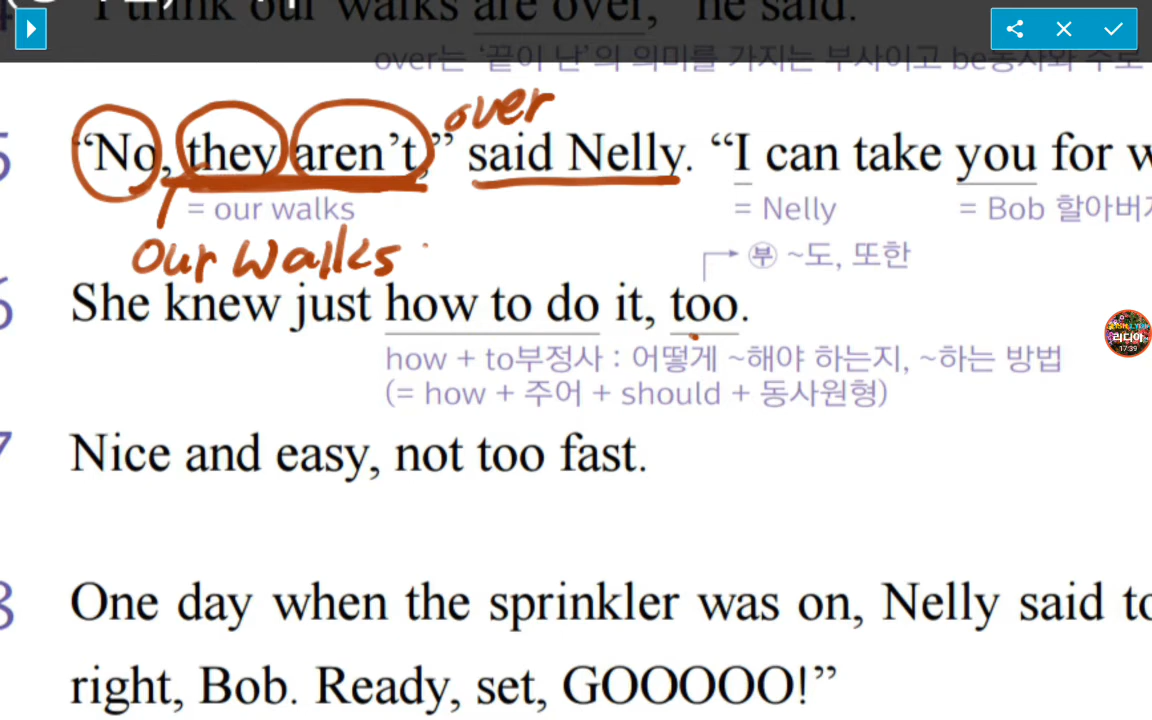 "I think our walks are over," he said.
over는 '끝이 난'의 의미를 가지는 부사이고 be동사와 주로
over
5 "No, they aren't," said Nelly. "I can take you for w
= our walks = Nelly = Bob 할아버지
our walks
부 ~도, 또한
6 She knew just how to do it, too.
how + to부정사 : 어떻게 ~해야 하는지, ~하는 방법
(= how + 주어 + should + 동사원형)
리디아
17:39
7 Nice and easy, not too fast.
8 One day when the sprinkler was on, Nelly said to
right, Bob. Ready, set, GOOOOO!"